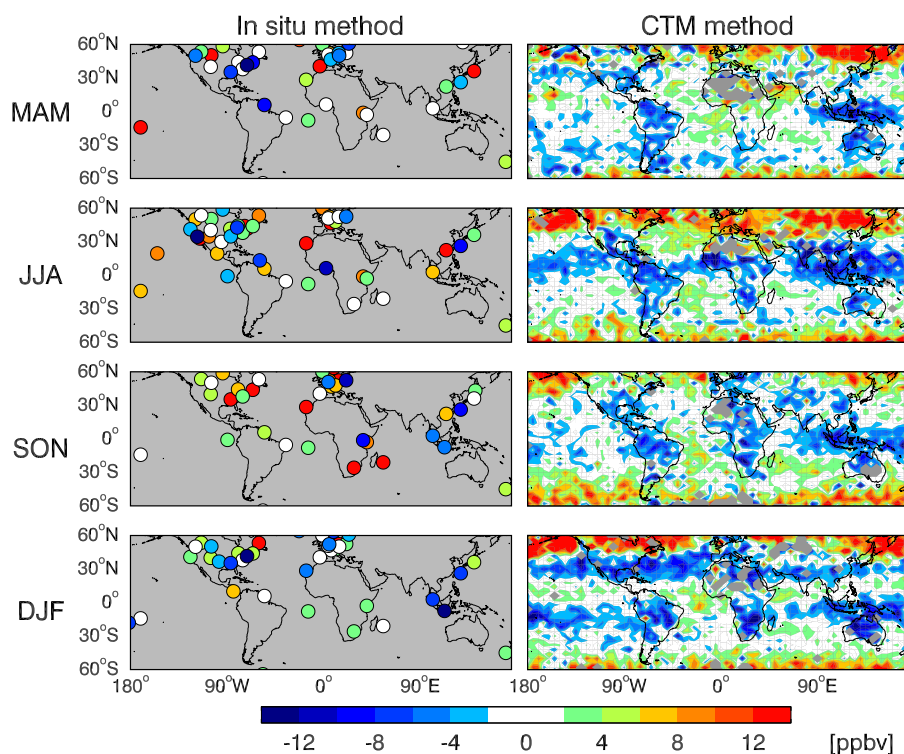 In situ method CTM method
60°N
30°N
MAM 0°
30°S
60°S
60°N
30°N
JJA 0°
30°S
60°S
60°N
30°N
SON 0°
30°S
60°S
60°N
30°N
DJF 0°
30°S
60°S
180° 90°W 0° 90°E 180° 90°W 0° 90°E
-12 -8 -4 0 4 8 12 [ppbv]